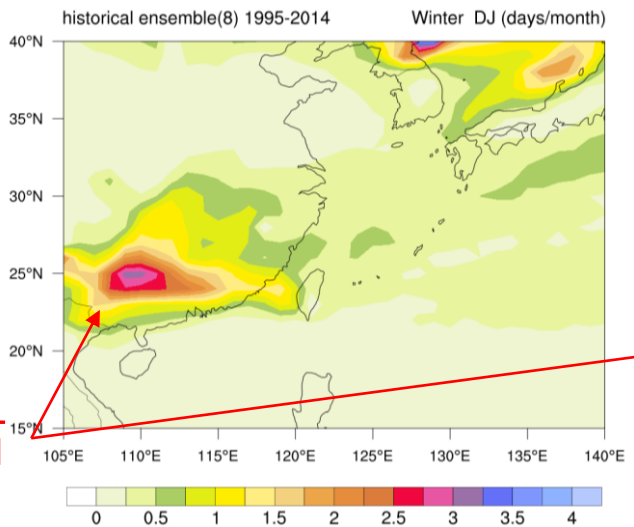 historical ensemble(8) 1995-2014 Winter DJ (days/month)
40°N
35°N
30°N
25°N
20°N
15°N
105°E 110°E 115°E 120°E 125°E 130°E 135°E 140°E
0 0.5 1 1.5 2 2.5 3 3.5 4